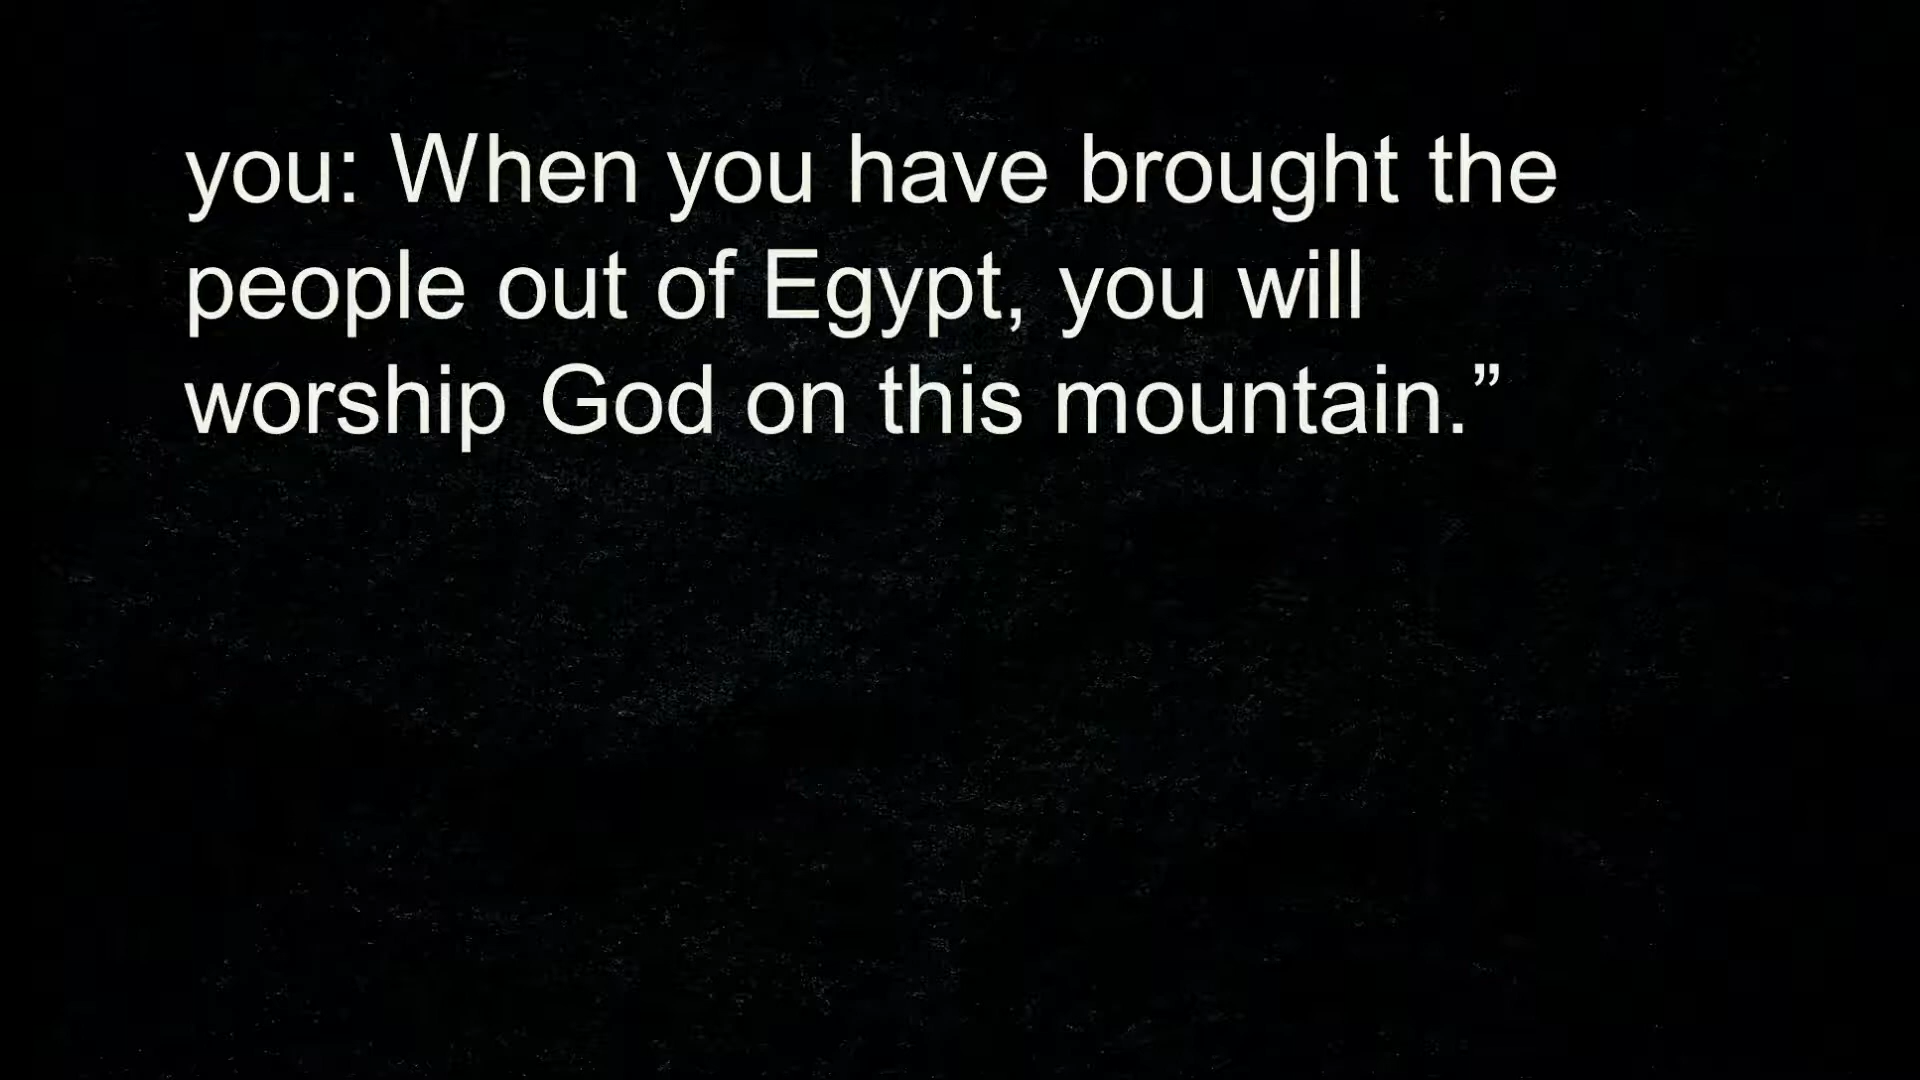 you: When you have brought the
people out of Egypt, you will
worship God on this mountain.”